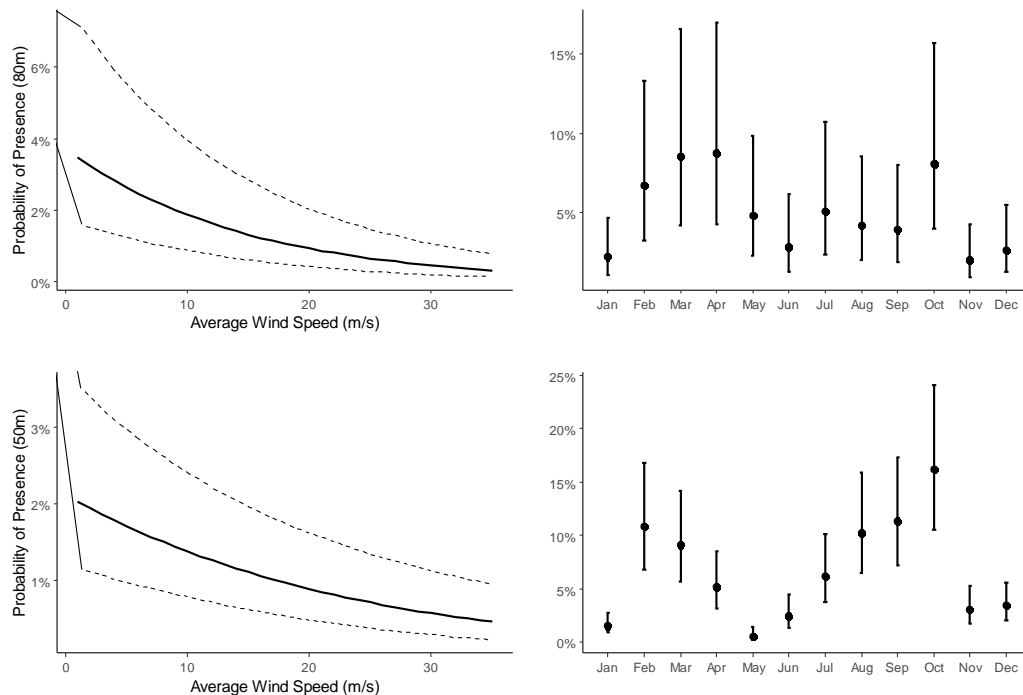 Probability of Presence (80m)
6%
4%
2%
0%
0 10 20 30
Average Wind Speed (m/s)
15%
10%
5%
Jan Feb Mar Apr May Jun Jul Aug Sep Oct Nov Dec
Probability of Presence (50m)
3%
2%
1%
0 10 20 30
Average Wind Speed (m/s)
25%
20%
15%
10%
5%
0%
Jan Feb Mar Apr May Jun Jul Aug Sep Oct Nov Dec